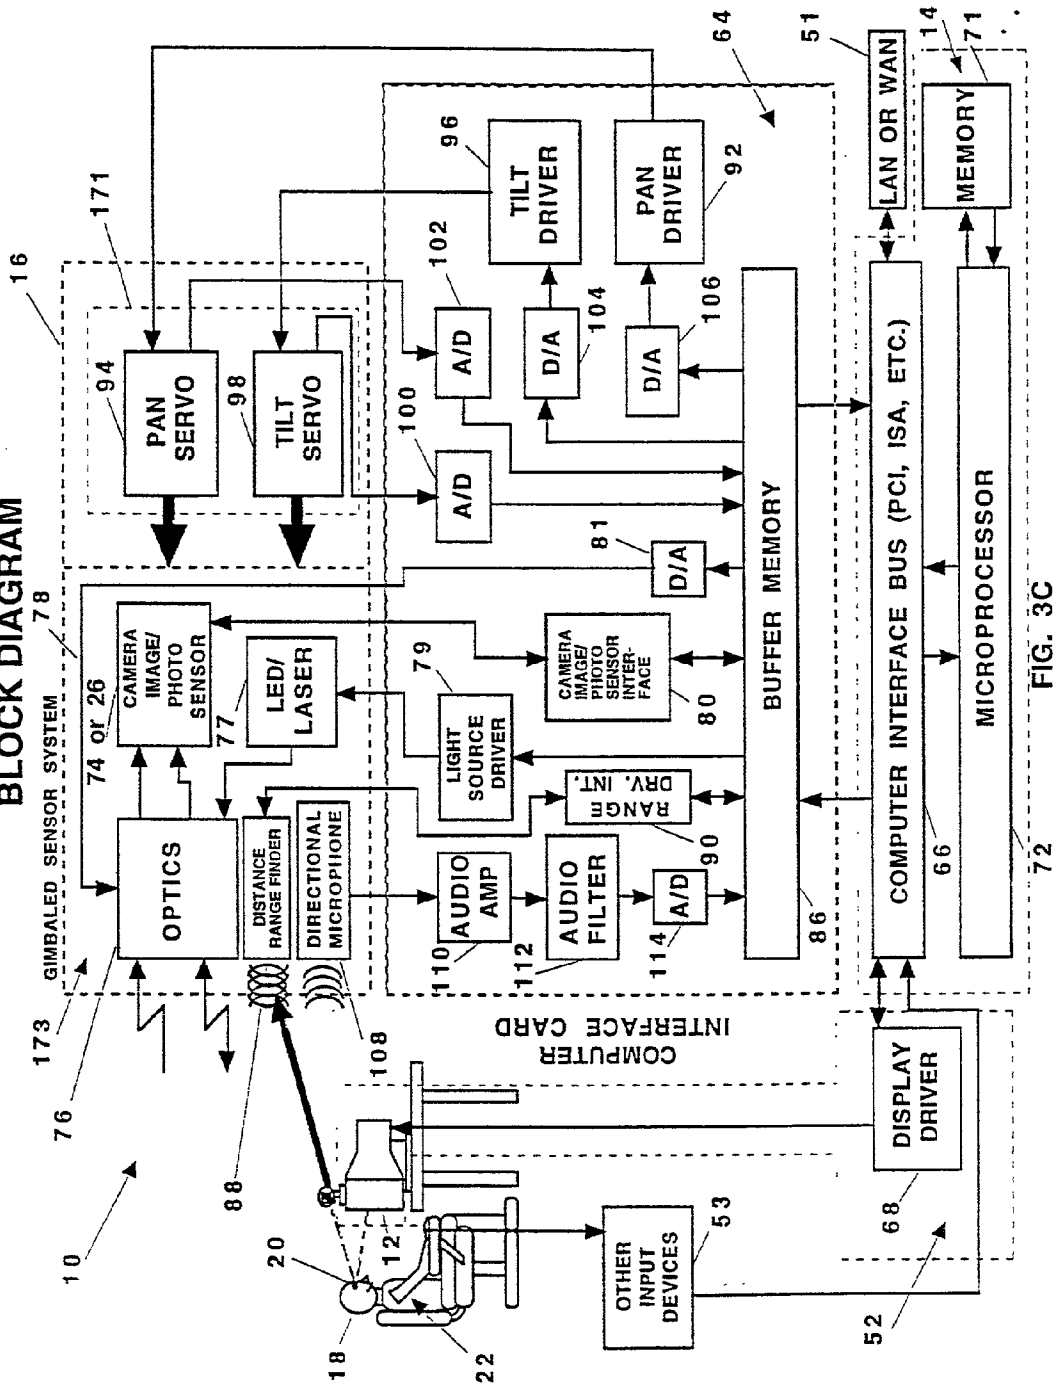 BLOCK DIAGRAM
GIMBALED SENSOR SYSTEM
173
76
10
78
16
171
OPTICS
74 or 26
CAMERA
IMAGE/
PHOTO
SENSOR
94
PAN
SERVO
77
LED/
LASER
98
TILT
SERVO
DISTANCE
RANGE FINDER
DIRECTIONAL
MICROPHONE
88
108
20
18
22
12
110
AUDIO
AMP
112
AUDIO
FILTER
114
A/D
79
LIGHT
SOURCE
DRIVER
RANGE
DRV. INT.
90
CAMERA
IMAGE/
PHOTO
SENSOR
INTER-
FACE
80
81
D/A
100
A/D
102
A/D
104
D/A
106
D/A
96
TILT
DRIVER
PAN
DRIVER
92
64
COMPUTER
INTERFACE CARD
86
BUFFER MEMORY
OTHER
INPUT
DEVICES
53
68
DISPLAY
DRIVER
52
COMPUTER INTERFACE BUS (PCI, ISA, ETC.)
66
LAN OR WAN
51
14
MEMORY
71
72
MICROPROCESSOR
FIG. 3C